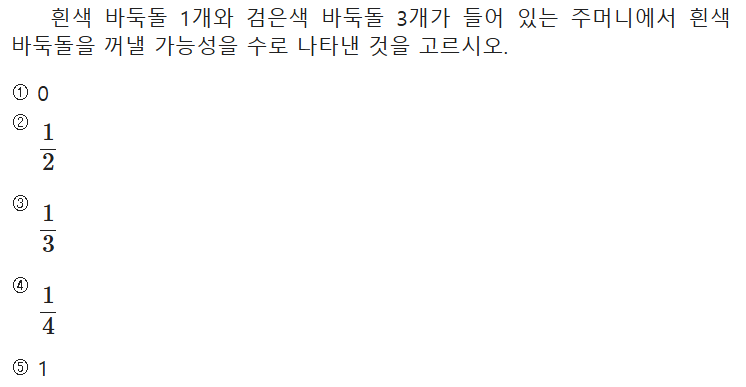 흰색 바둑돌 1개와 검은색 바둑돌 3개가 들어 있는 주머니에서 흰색
바둑돌을 꺼낼 가능성을 수로 나타낸 것을 고르시오.
① 0
② 1/2
③ 1/3
④ 1/4
⑤ 1